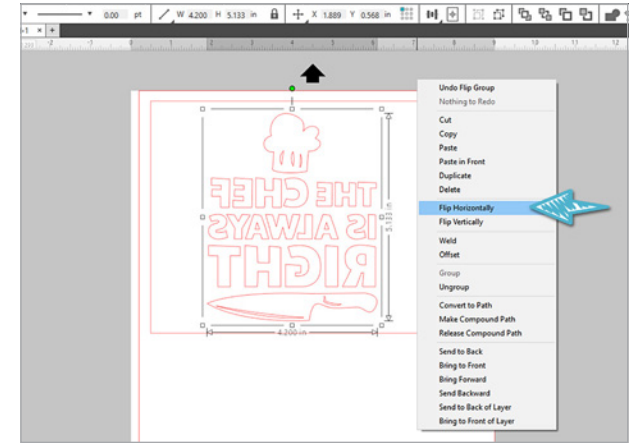 0.00 pt W 4.200 H 5.133 in X 1.889 Y 0.568 in
Undo Flip Group
Nothing to Redo
Cut
Copy
Paste
Paste in Front
Duplicate
Delete
Flip Horizontally
Flip Vertically
Weld
Offset
Group
Ungroup
Convert to Path
Make Compound Path
Release Compound Path
Send to Back
Bring to Front
Bring Forward
Send Backward
Send to Back of Layer
Bring to Front of Layer
THE CHEF
IS ALWAYS
RIGHT
5.133 in
4.200 in